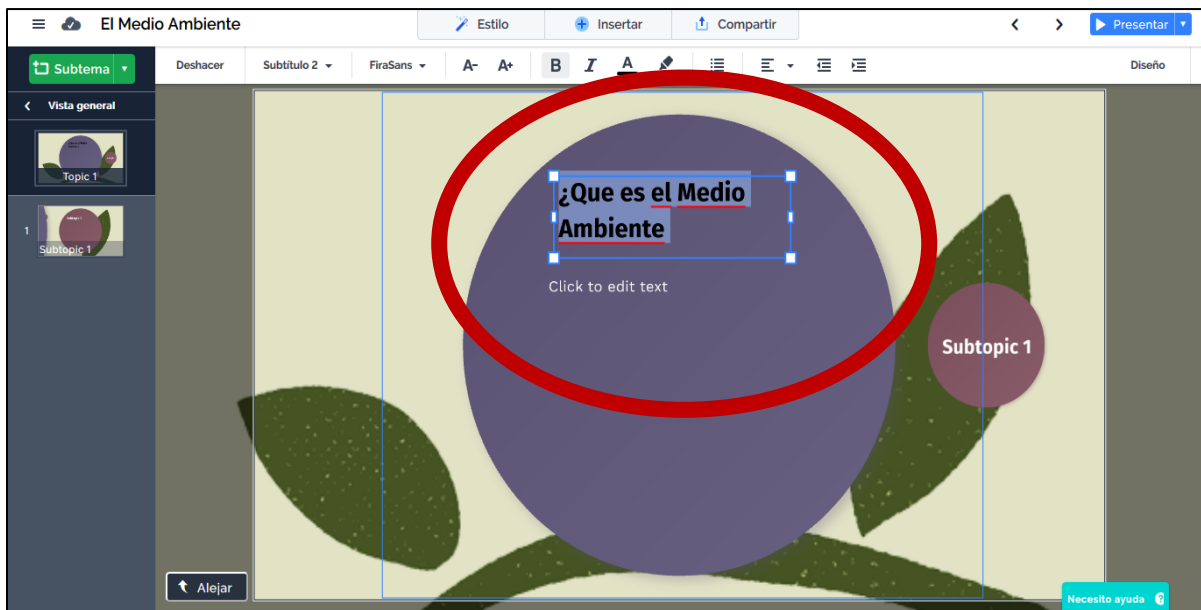 El Medio Ambiente
Estilo
Insertar
Compartir
Presentar
Subtema
Deshacer
Subtítulo 2
FiraSans
A-
A+
B
I
A
Diseño
Vista general
Topic 1
1
Subtopic 1
¿Que es el Medio
Ambiente
Click to edit text
Subtopic 1
Alejar
Necesito ayuda